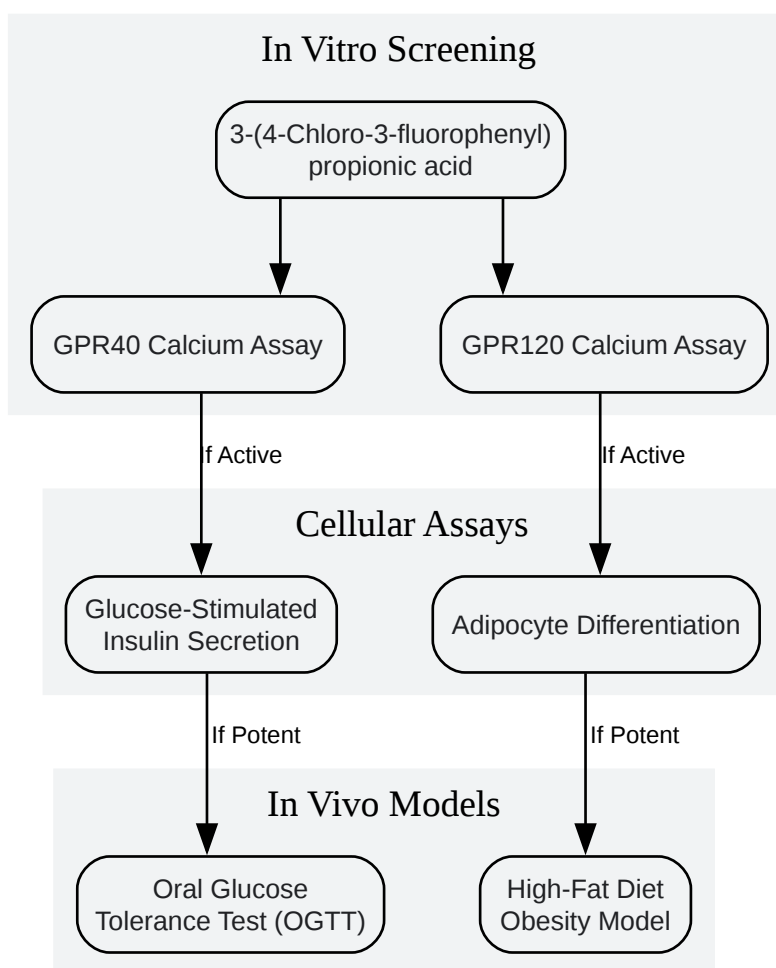 In Vitro Screening
3-(4-Chloro-3-fluorophenyl)
propionic acid
GPR40 Calcium Assay
GPR120 Calcium Assay
If Active
If Active
Cellular Assays
Glucose-Stimulated
Insulin Secretion
Adipocyte Differentiation
If Potent
If Potent
In Vivo Models
Oral Glucose
Tolerance Test (OGTT)
High-Fat Diet
Obesity Model